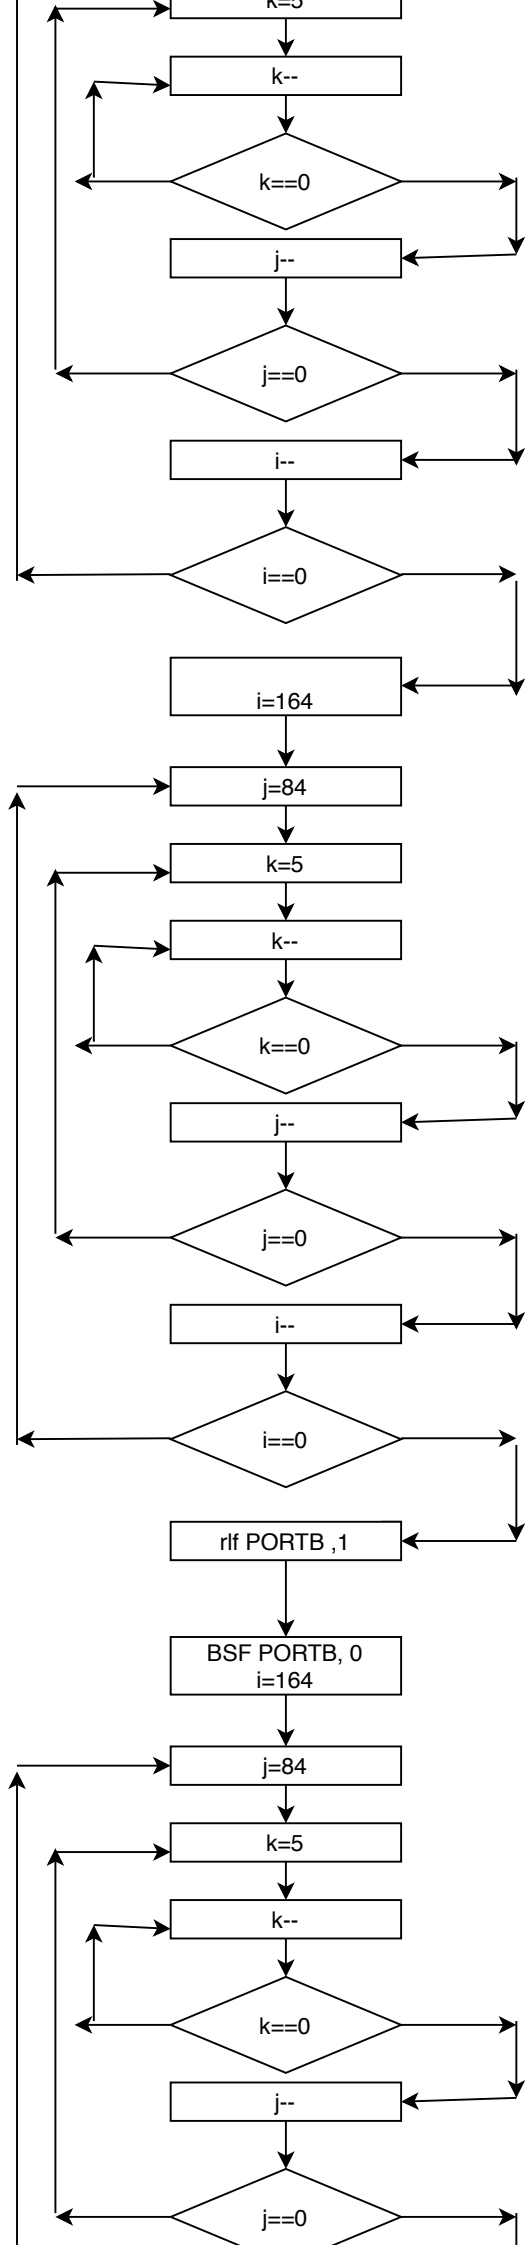 k=5
k--
k==0
j--
j==0
i--
i==0
i=164
j=84
k=5
k--
k==0
j--
j==0
i--
i==0
rlf PORTB ,1
BSF PORTB, 0
i=164
j=84
k=5
k--
k==0
j--
j==0